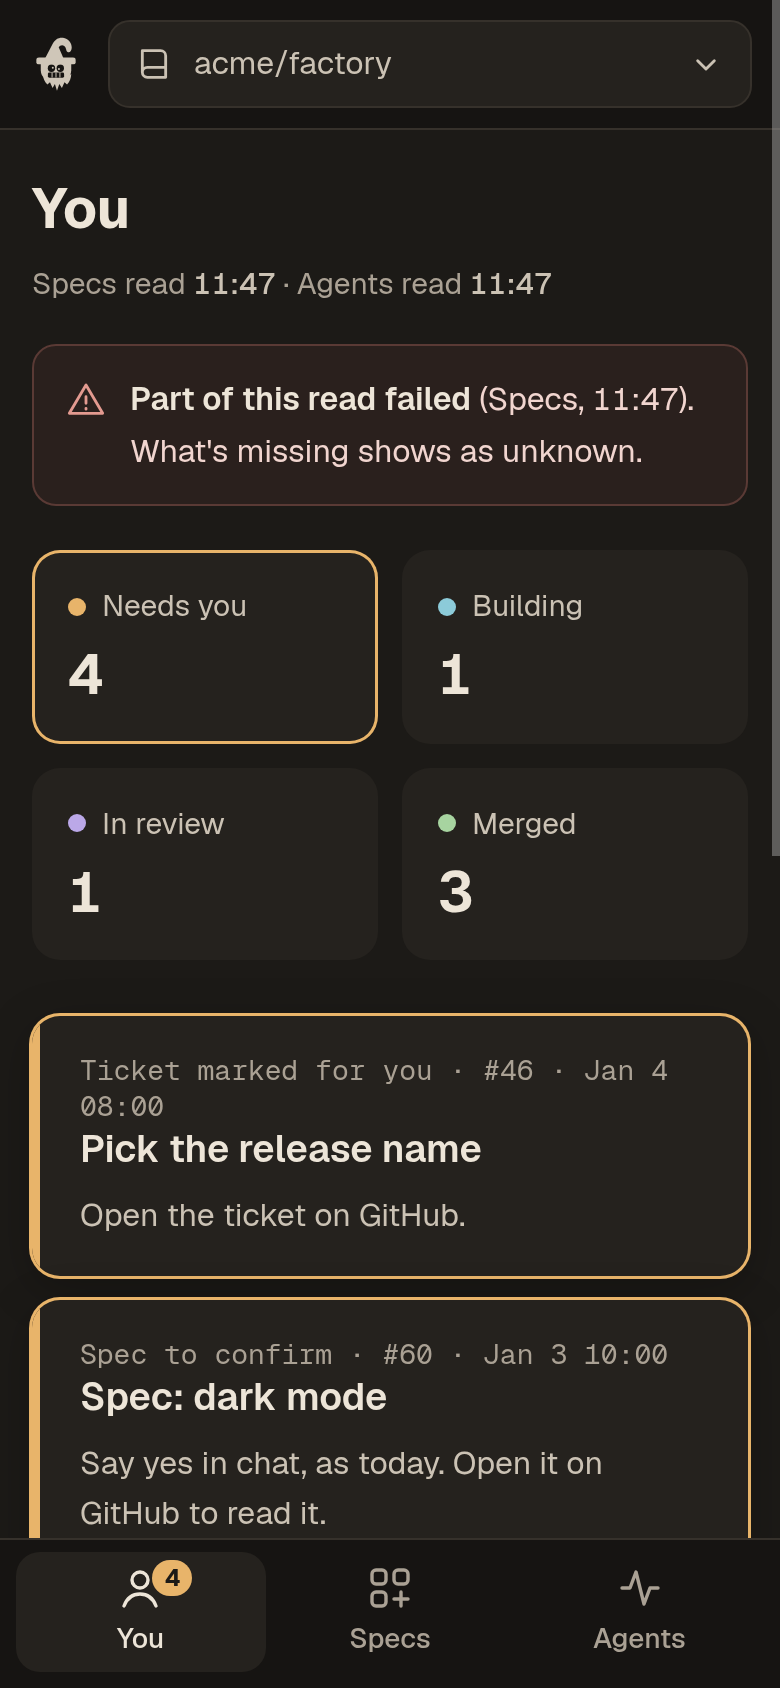 acme/factory
You
Specs read 11:47 · Agents read 11:47
Part of this read failed (Specs, 11:47).
What's missing shows as unknown.
Needs you
4
Building
1
In review
1
Merged
3
Ticket marked for you · #46 · Jan 4
08:00
Pick the release name
Open the ticket on GitHub.
Spec to confirm · #60 · Jan 3 10:00
Spec: dark mode
Say yes in chat, as today. Open it on
GitHub to read it.
4
You
Specs
Agents